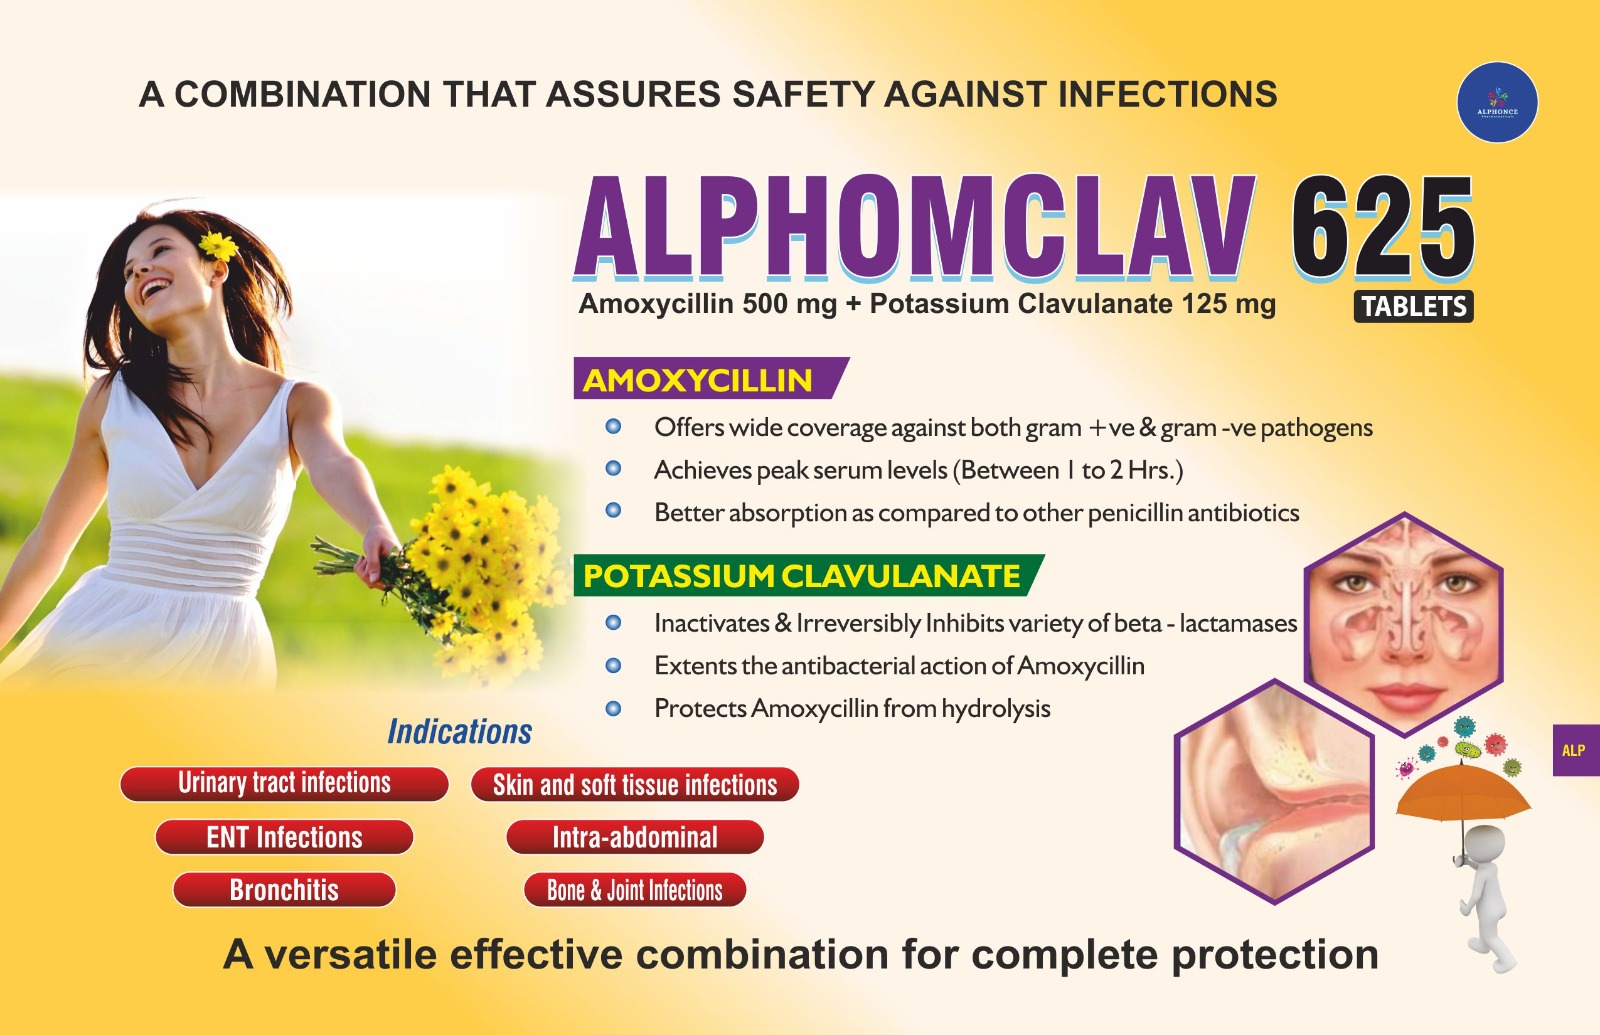 A COMBINATION THAT ASSURES SAFETY AGAINST INFECTIONS
ALPHONCE
Pharmaceuticals
ALPHOMCLAV 625
Amoxycillin 500 mg + Potassium Clavulanate 125 mg
TABLETS
AMOXYCILLIN
Offers wide coverage against both gram +ve & gram -ve pathogens
Achieves peak serum levels (Between 1 to 2 Hrs.)
Better absorption as compared to other penicillin antibiotics
POTASSIUM CLAVULANATE
Inactivates & Irreversibly Inhibits variety of beta - lactamases
Extents the antibacterial action of Amoxycillin
Protects Amoxycillin from hydrolysis
Indications
Urinary tract infections
Skin and soft tissue infections
ENT Infections
Intra-abdominal
Bronchitis
Bone & Joint Infections
ALP
A versatile effective combination for complete protection